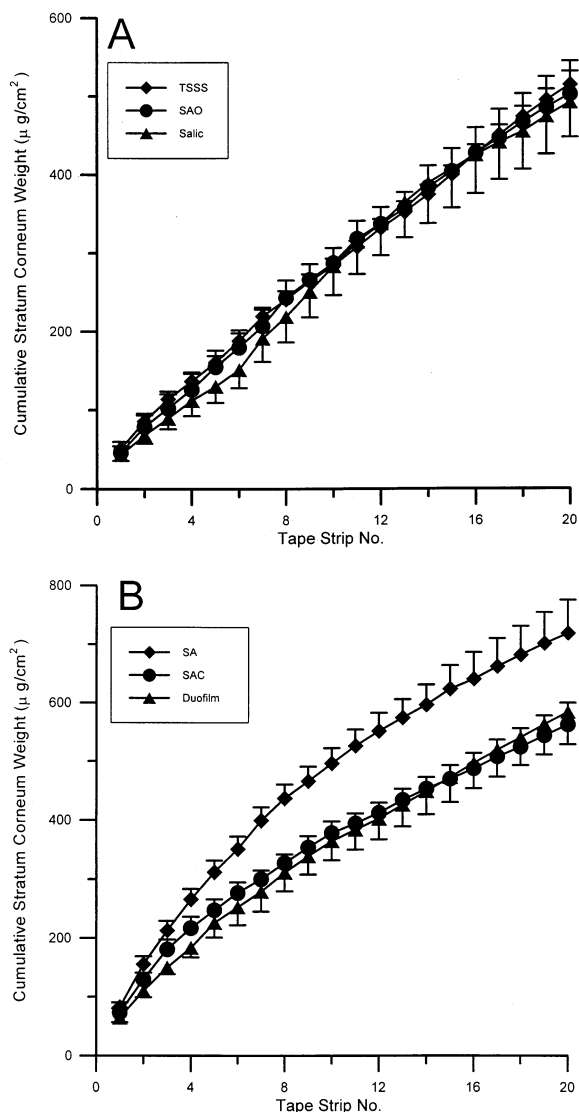 A
600
400
200
0
TSSS
SAO
Salic
Cumulative Stratum Corneum Weight (μ g/cm²)
0 4 8 12 16 20
Tape Strip No.
B
800
600
400
200
0
SA
SAC
Duofilm
Cumulative Stratum Corneum Weight (μ g/cm²)
0 4 8 12 16 20
Tape Strip No.